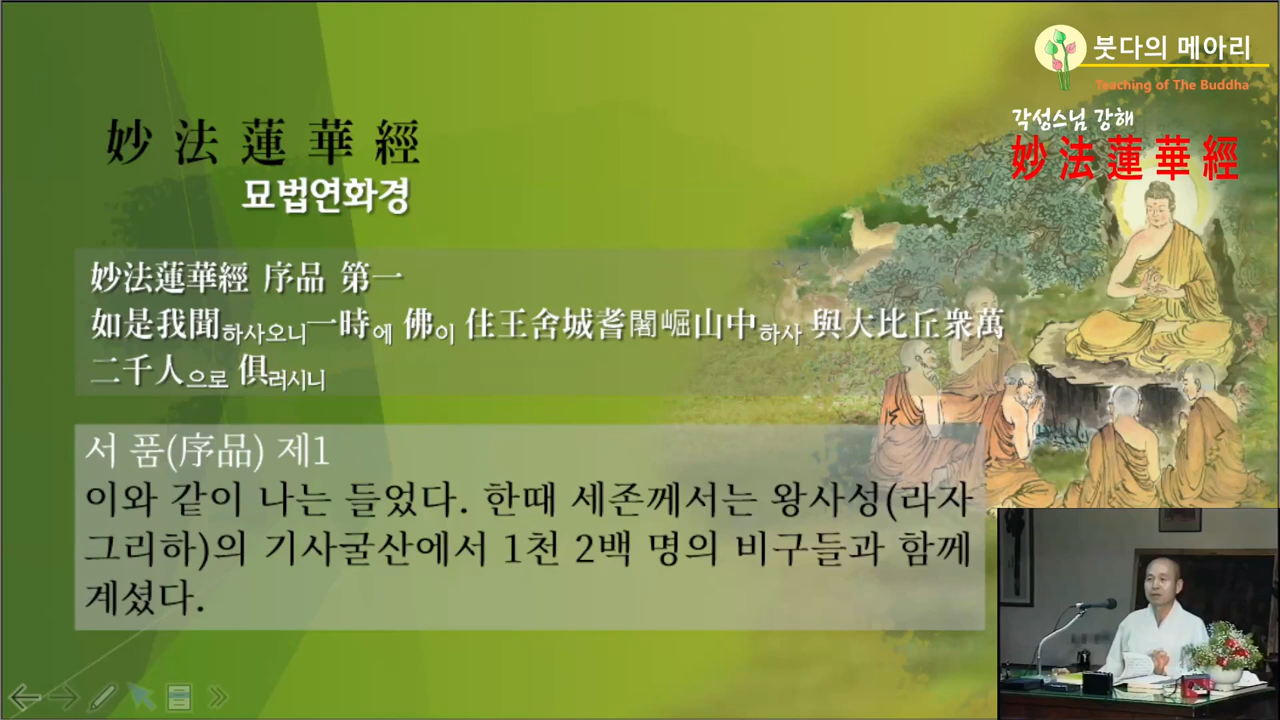 붓다의 메아리
Teaching of The Buddha
각성스님 강해
妙法蓮華經
妙法蓮華經
묘법연화경
妙法蓮華經 序品 第一
如是我聞하사오니一時에 佛이 住王舍城耆闍崛山中하사 與大比丘衆萬
二千人으로 俱러시니
서 품(序品) 제1
이와 같이 나는 들었다. 한때 세존께서는 왕사성(라자
그리하)의 기사굴산에서 1천 2백 명의 비구들과 함께
계셨다.